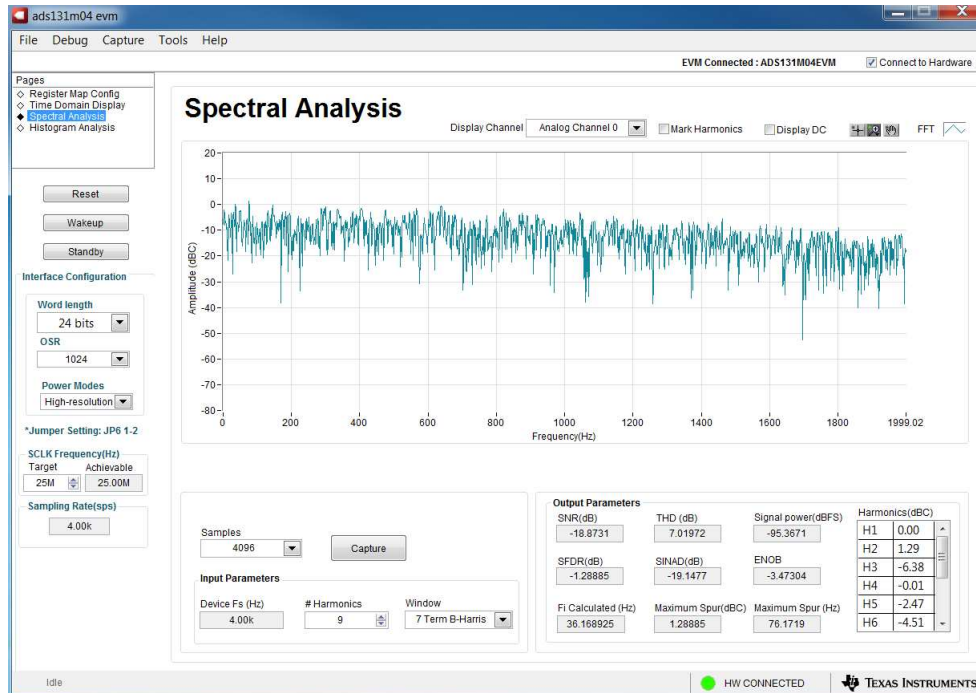 ads131m04 evm
File Debug Capture Tools Help
EVM Connected : ADS131M04EVM Connect to Hardware
Pages
Register Map Config
Time Domain Display
Spectral Analysis
Histogram Analysis
Reset
Wakeup
Standby
Interface Configuration
Word length
24 bits
OSR
1024
Power Modes
High-resolution
*Jumper Setting: JP6 1-2
SCLK Frequency(Hz)
Target Achievable
25M 25.00M
Sampling Rate(sps)
4.00k
Spectral Analysis
Display Channel Analog Channel 0 Mark Harmonics Display DC FFT
20
10
0
-10
-20
-30
-40
-50
-60
-70
-80
Amplitude (dBC)
0 200 400 600 800 1000 1200 1400 1600 1800 1999.02
Frequency(Hz)
Samples
4096 Capture
Input Parameters
Device Fs (Hz) # Harmonics Window
4.00k 9 7 Term B-Harris
Output Parameters
SNR(dB) THD (dB) Signal power(dBFS)
-18.8731 7.01972 -95.3671
SFDR(dB) SINAD(dB) ENOB
-1.28885 -19.1477 -3.47304
Fi Calculated (Hz) Maximum Spur(dBC) Maximum Spur (Hz)
36.168925 1.28885 76.1719
Harmonics(dBC)
H1 0.00
H2 1.29
H3 -6.38
H4 -0.01
H5 -2.47
H6 -4.51
Idle HW CONNECTED TEXAS INSTRUMENTS